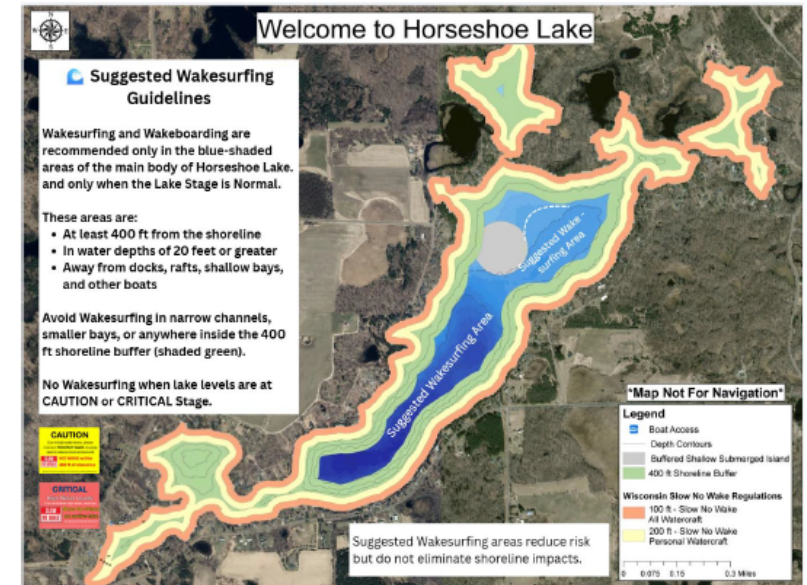 Welcome to Horseshoe Lake
N
W
E
S
Suggested Wakesurfing
Guidelines
Wakesurfing and Wakeboarding are
recommended only in the blue-shaded
areas of the main body of Horseshoe Lake.
and only when the Lake Stage is Normal.
These areas are:
• At least 400 ft from the shoreline
• In water depths of 20 feet or greater
• Away from docks, rafts, shallow bays,
and other boats
Avoid Wakesurfing in narrow channels,
smaller bays, or anywhere inside the 400
ft shoreline buffer (shaded green).
No Wakesurfing when lake levels are at
CAUTION or CRITICAL Stage.
Suggested Wake -
surfing Area
Suggested Wakesurfing Area
CAUTION
SLOW
CRITICAL
SLOW
*Map Not For Navigation*
Legend
Boat Access
Depth Contours
Buffered Shallow Submerged Island
400 ft Shoreline Buffer
Wisconsin Slow No Wake Regulations
100 ft - Slow No Wake
All Watercraft
200 ft - Slow No Wake
Personal Watercraft
0 0.075 0.15 0.3 Miles
Suggested Wakesurfing areas reduce risk
but do not eliminate shoreline impacts.